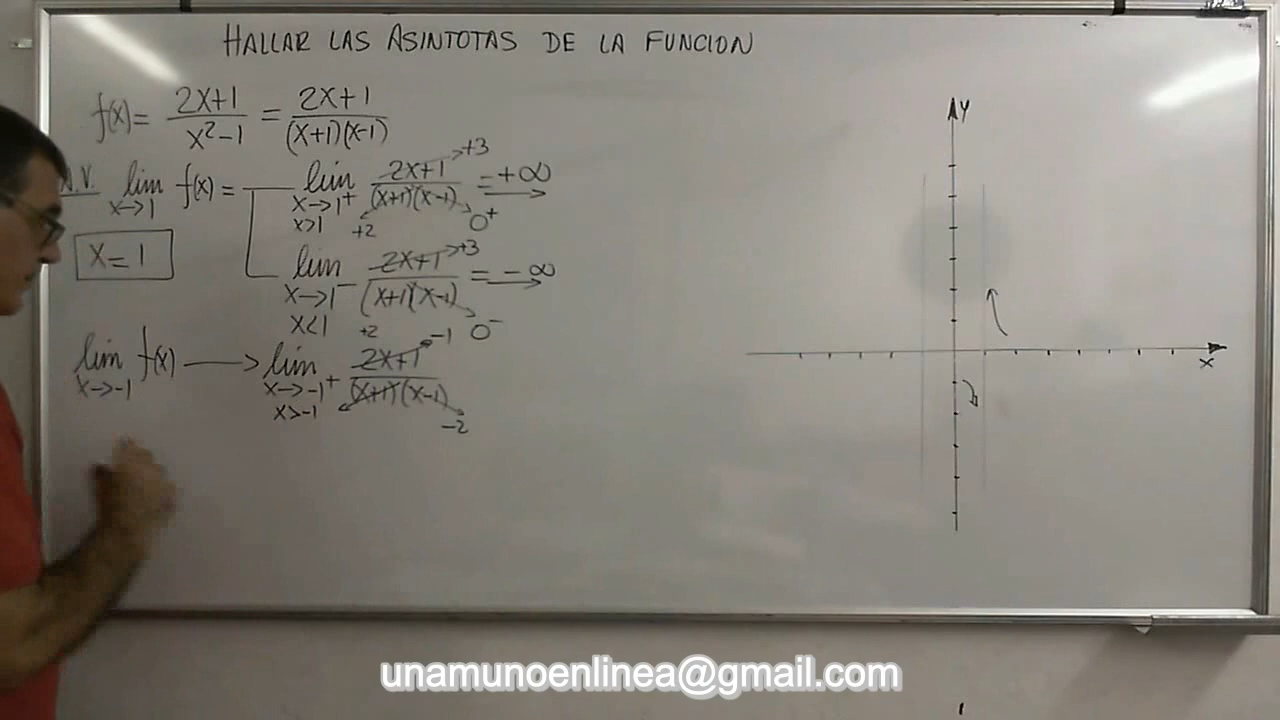 HALLAR LAS ASINTOTAS DE LA FUNCION
f(x) = (2x+1)/(x²-1) = (2x+1)/((x+1)(x-1))
.V. lim x→1 f(x) = lim x→1⁺ x>1 (2x+1)/((x+1)(x-1)) = +∞
+3
+2 0⁺
x = 1
lim x→1⁻ x<1 (2x+1)/((x+1)(x-1)) = -∞
+3
+2 0⁻
lim x→-1 f(x) → lim x→-1⁺ x>-1 (2x+1)/((x+1)(x-1))
-1
-2
y
x
unamunoenlinea@gmail.com